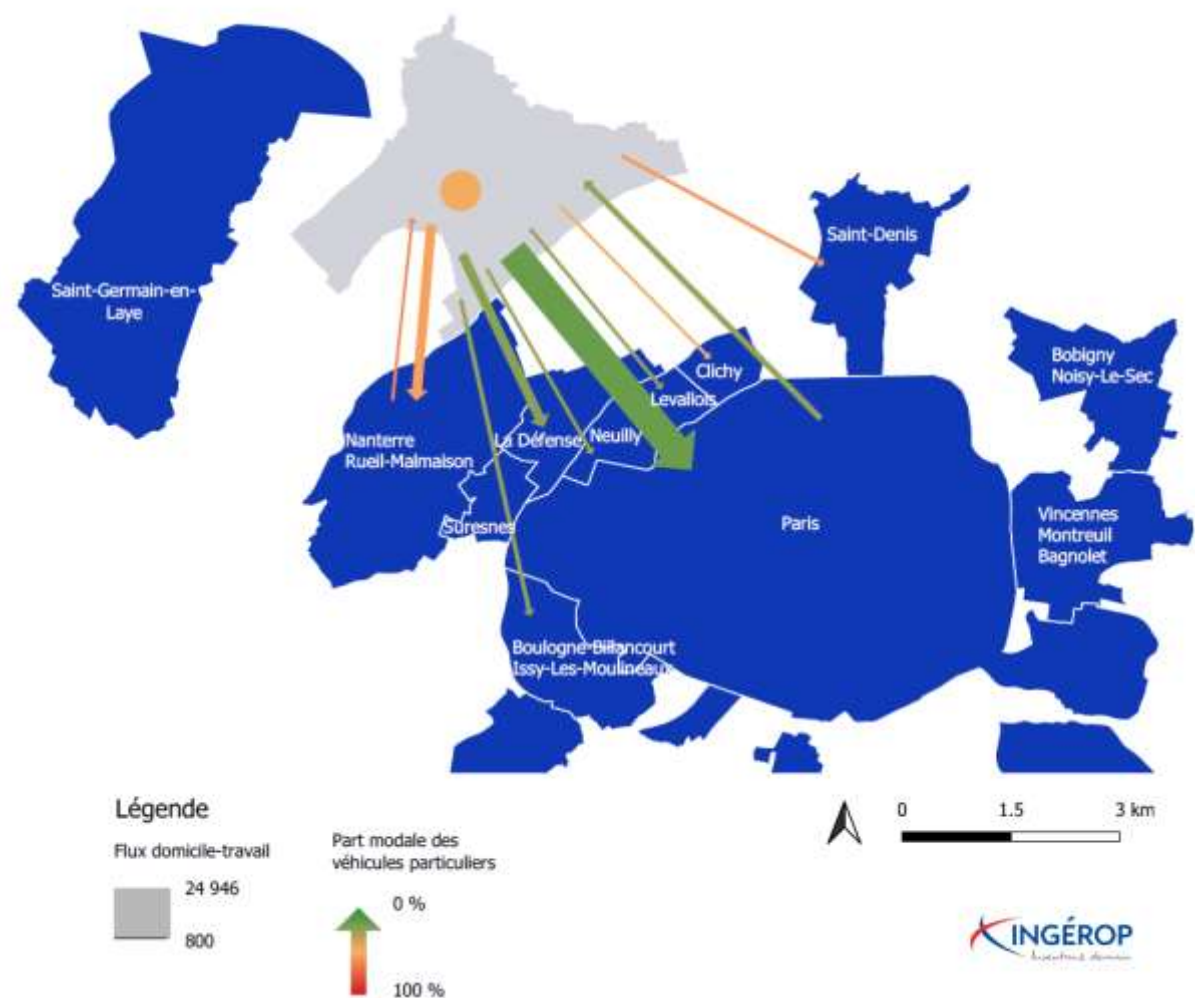 Saint-Denis
Saint-Germain-en-
Laye
Bobigny
Noisy-Le-Sec
Clichy
Levallois
Neuilly
La Défense
Nanterre
Rueil-Malmaison
Suresnes
Paris
Vincennes
Montreuil
Bagnolet
Boulogne-Billancourt
Issy-Les-Moulineaux
Légende
Flux domicile-travail
24 946
800
Part modale des
véhicules particuliers
0 %
100 %
0 1.5 3 km
INGÉROP
Inventons demain